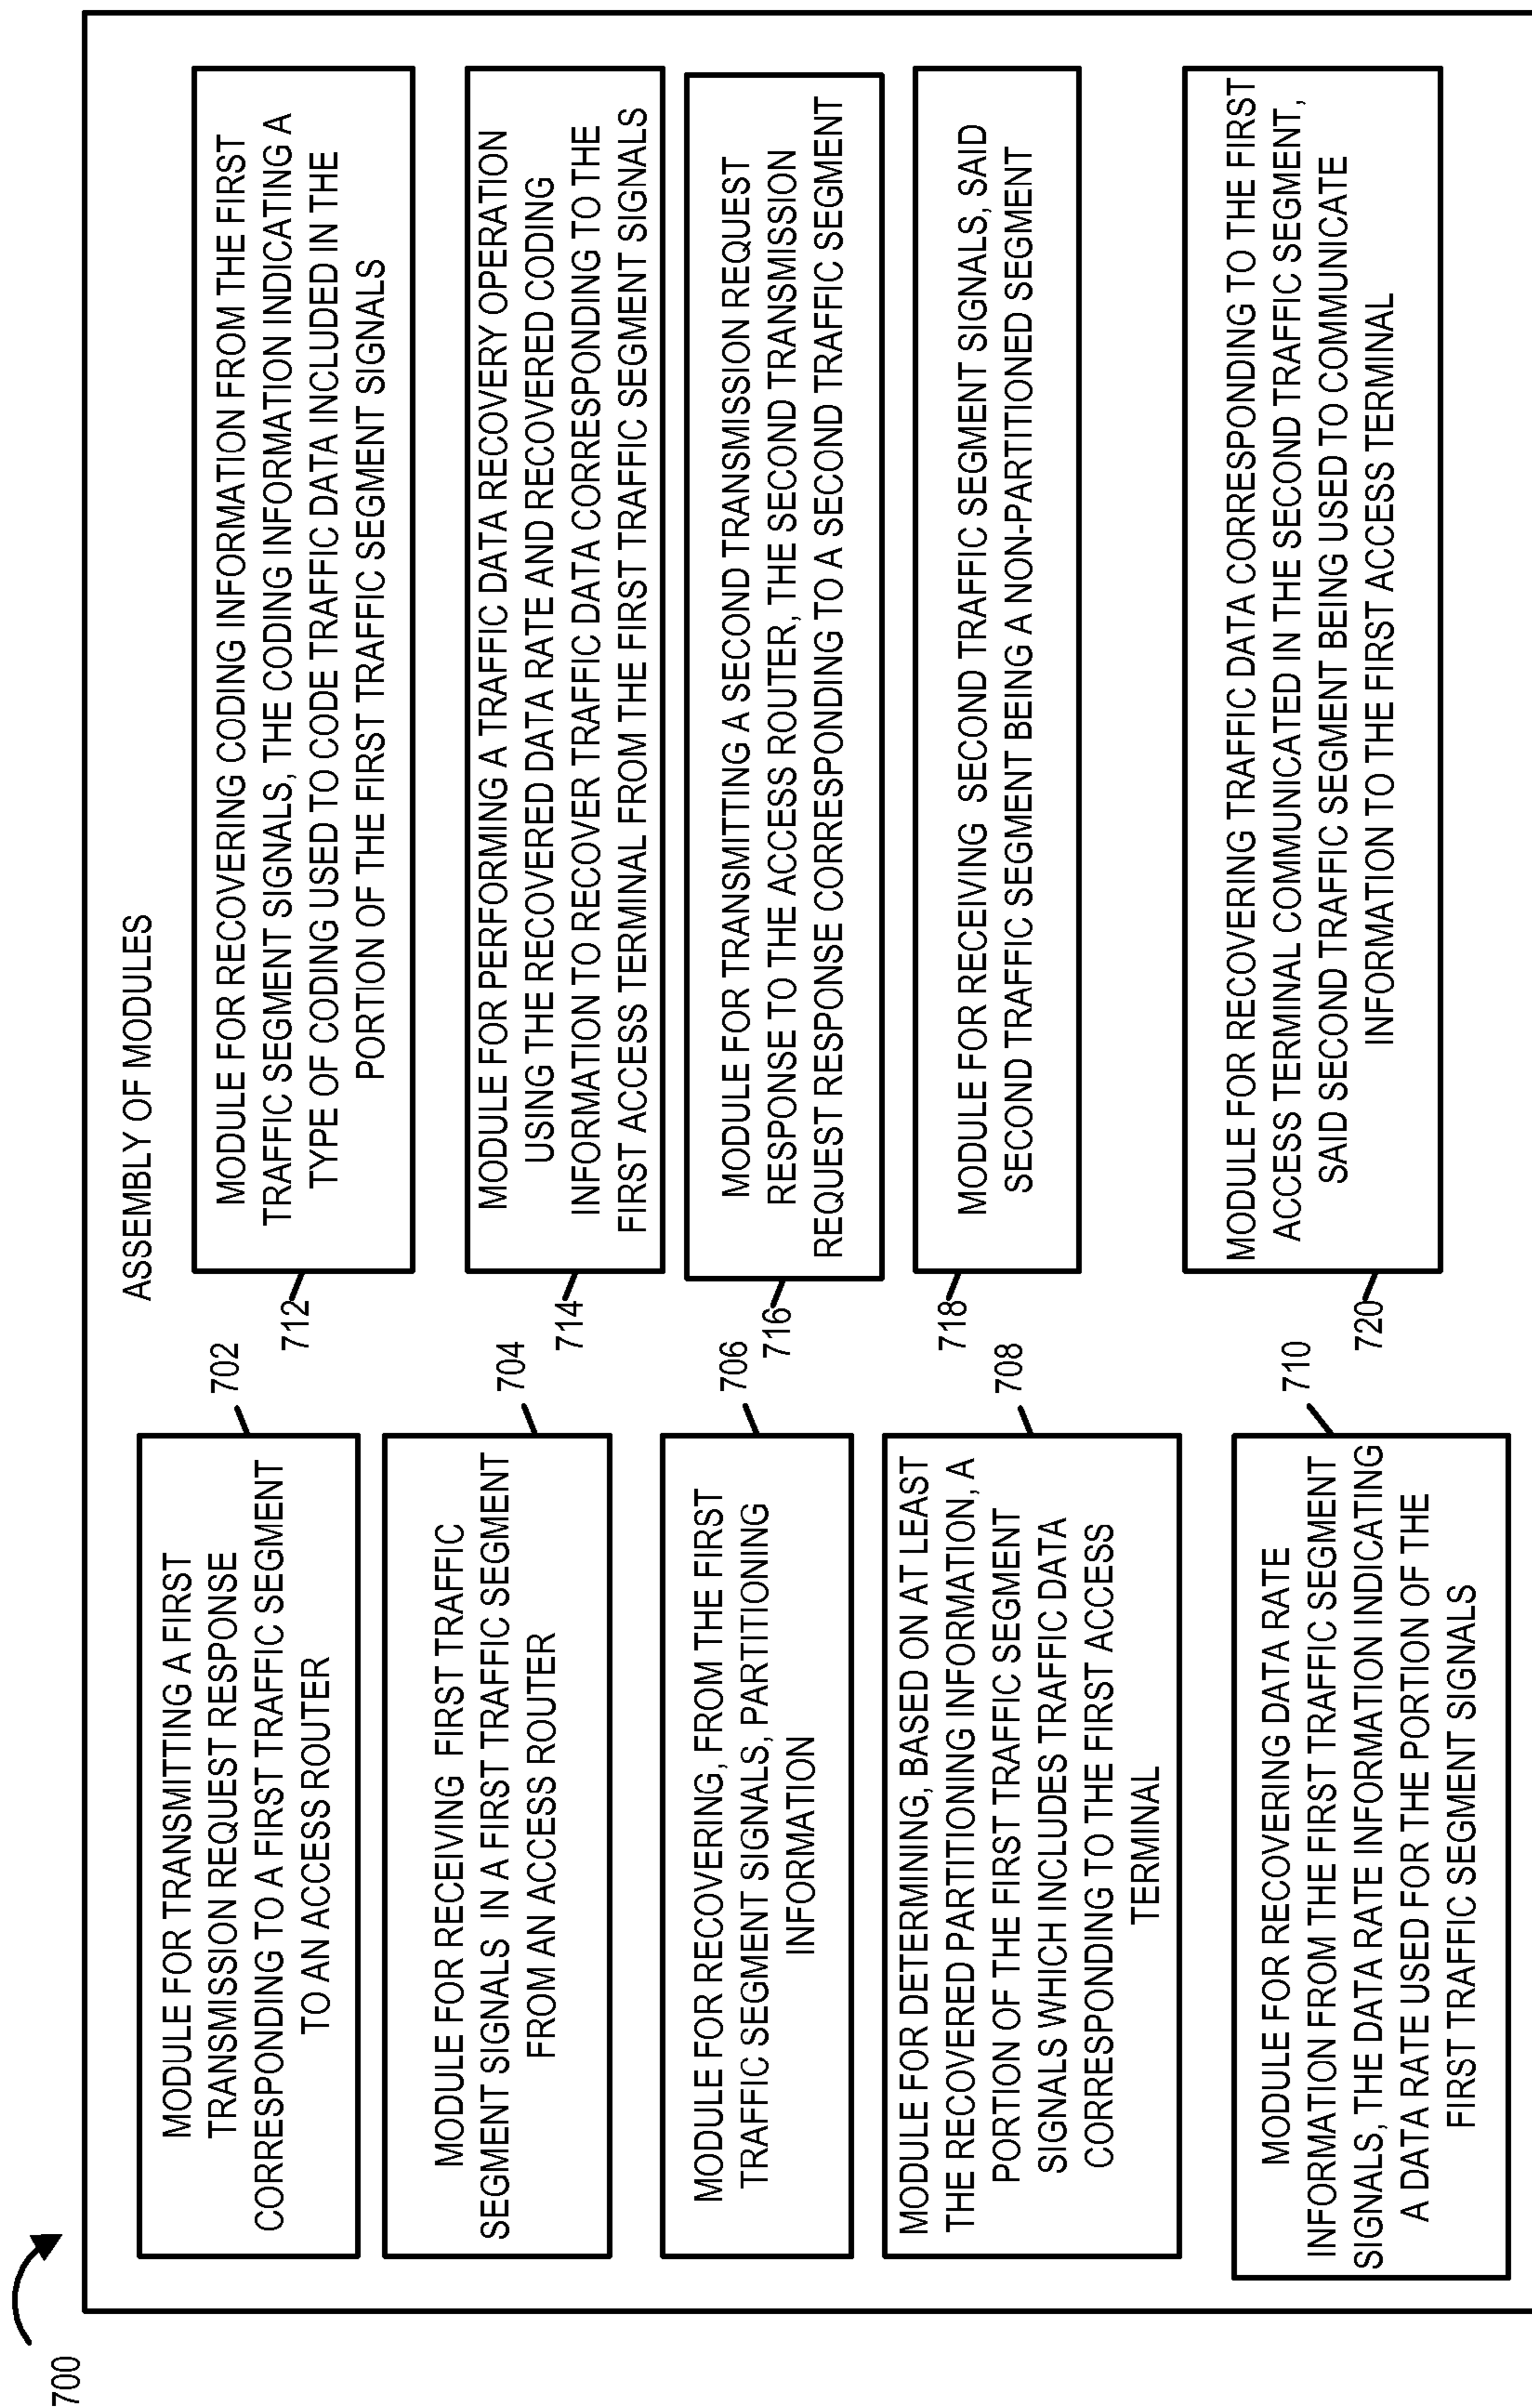 700
ASSEMBLY OF MODULES
MODULE FOR TRANSMITTING A FIRST
TRANSMISSION REQUEST RESPONSE
CORRESPONDING TO A FIRST TRAFFIC SEGMENT
TO AN ACCESS ROUTER
702
MODULE FOR RECEIVING FIRST TRAFFIC
SEGMENT SIGNALS IN A FIRST TRAFFIC SEGMENT
FROM AN ACCESS ROUTER
704
MODULE FOR RECOVERING, FROM THE FIRST
TRAFFIC SEGMENT SIGNALS, PARTITIONING
INFORMATION
706
MODULE FOR DETERMINING, BASED ON AT LEAST
THE RECOVERED PARTITIONING INFORMATION, A
PORTION OF THE FIRST TRAFFIC SEGMENT
SIGNALS WHICH INCLUDES TRAFFIC DATA
CORRESPONDING TO THE FIRST ACCESS
TERMINAL
708
MODULE FOR RECOVERING DATA RATE
INFORMATION FROM THE FIRST TRAFFIC SEGMENT
SIGNALS, THE DATA RATE INFORMATION INDICATING
A DATA RATE USED FOR THE PORTION OF THE
FIRST TRAFFIC SEGMENT SIGNALS
710
712
MODULE FOR RECOVERING CODING INFORMATION FROM THE FIRST
TRAFFIC SEGMENT SIGNALS, THE CODING INFORMATION INDICATING A
TYPE OF CODING USED TO CODE TRAFFIC DATA INCLUDED IN THE
PORTION OF THE FIRST TRAFFIC SEGMENT SIGNALS
714
MODULE FOR PERFORMING A TRAFFIC DATA RECOVERY OPERATION
USING THE RECOVERED DATA RATE AND RECOVERED CODING
INFORMATION TO RECOVER TRAFFIC DATA CORRESPONDING TO THE
FIRST ACCESS TERMINAL FROM THE FIRST TRAFFIC SEGMENT SIGNALS
716
MODULE FOR TRANSMITTING A SECOND TRANSMISSION REQUEST
RESPONSE TO THE ACCESS ROUTER, THE SECOND TRANSMISSION
REQUEST RESPONSE CORRESPONDING TO A SECOND TRAFFIC SEGMENT
718
MODULE FOR RECEIVING SECOND TRAFFIC SEGMENT SIGNALS, SAID
SECOND TRAFFIC SEGMENT BEING A NON-PARTITIONED SEGMENT
720
MODULE FOR RECOVERING TRAFFIC DATA CORRESPONDING TO THE FIRST
ACCESS TERMINAL COMMUNICATED IN THE SECOND TRAFFIC SEGMENT,
SAID SECOND TRAFFIC SEGMENT BEING USED TO COMMUNICATE
INFORMATION TO THE FIRST ACCESS TERMINAL